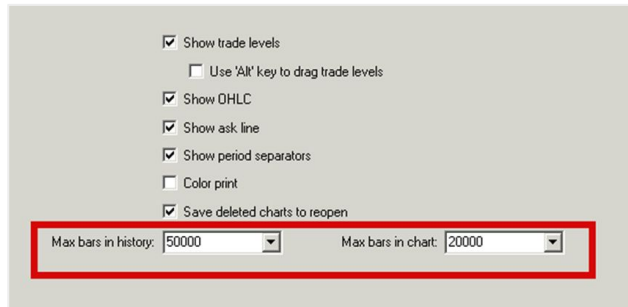 Show trade levels
Use 'Alt' key to drag trade levels
Show OHLC
Show ask line
Show period separators
Color print
Save deleted charts to reopen
Max bars in history: 50000 Max bars in chart: 20000